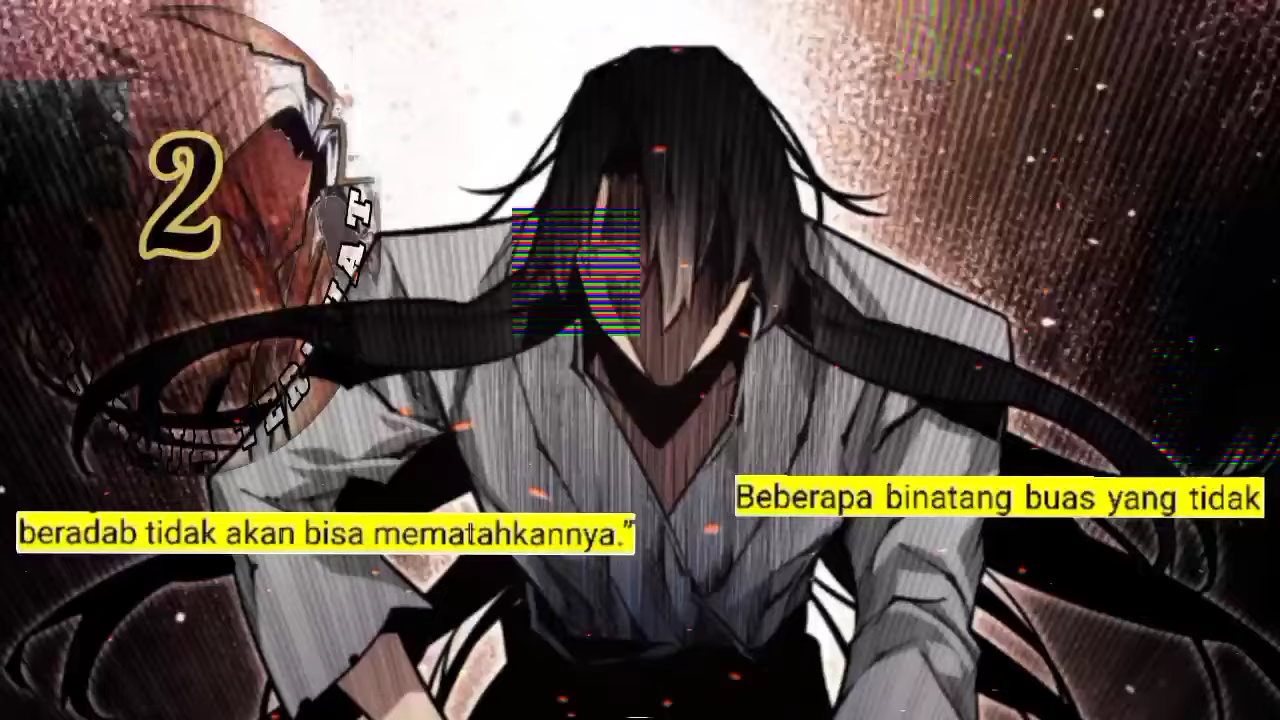 2
Beberapa binatang buas yang tidak
beradab tidak akan bisa mematahkannya.”